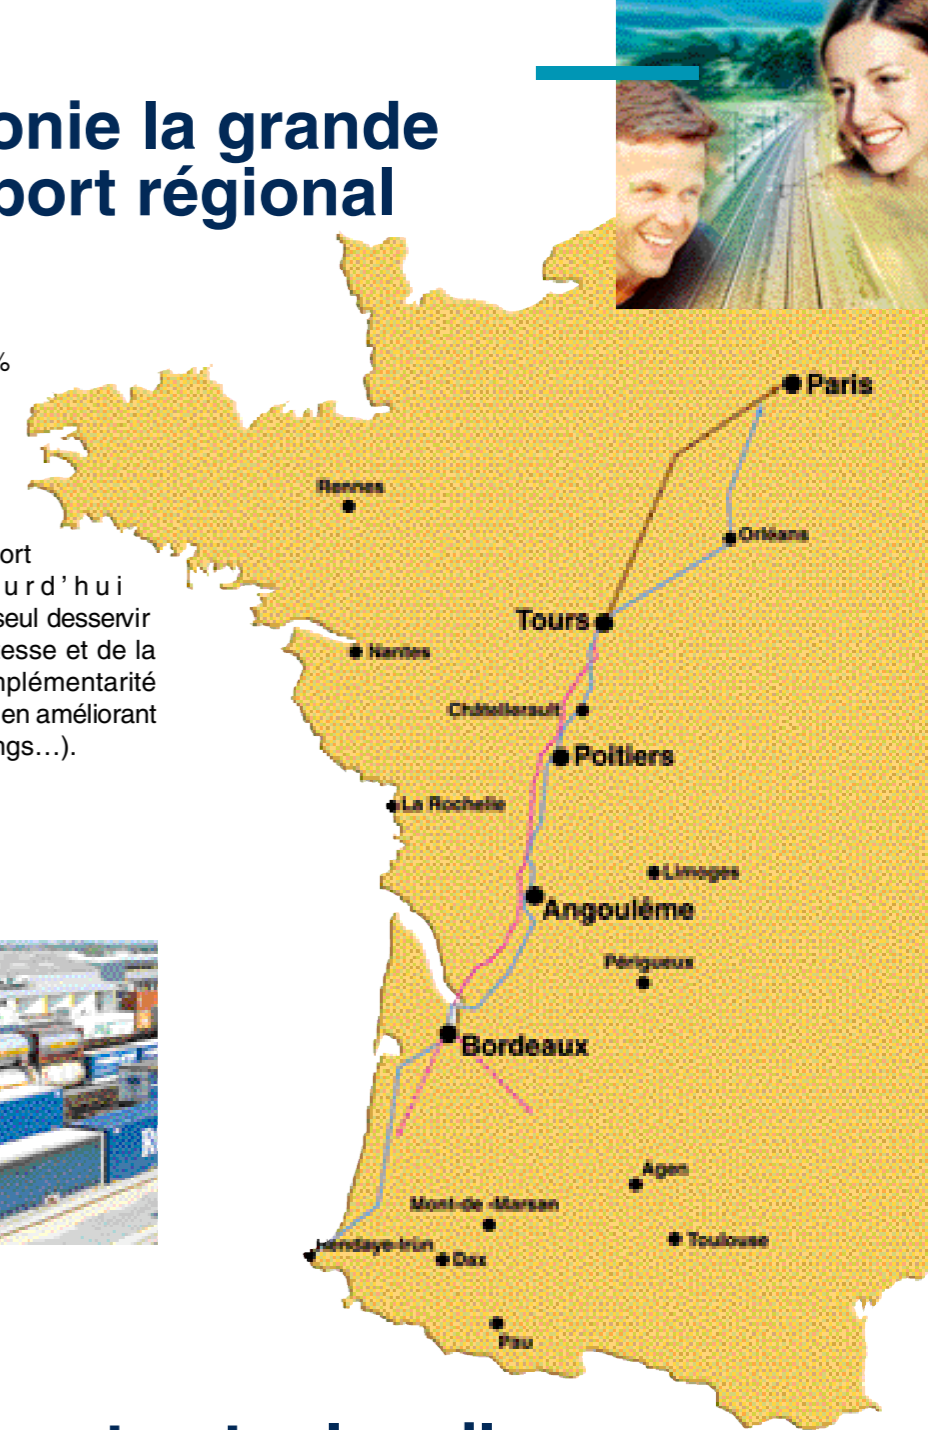 onie la grande
port régional
%
ort
urd’hui
seul desservir
esse et de la
mplémentarité
en améliorant
ngs…).
Paris
Rennes
Orléans
Tours
Nantes
Châtellerault
Poitiers
La Rochelle
Limoges
Angoulême
Périgueux
Bordeaux
Agen
Mont-de -Marsan
Toulouse
Hendaye-Irùn
Dax
Pau